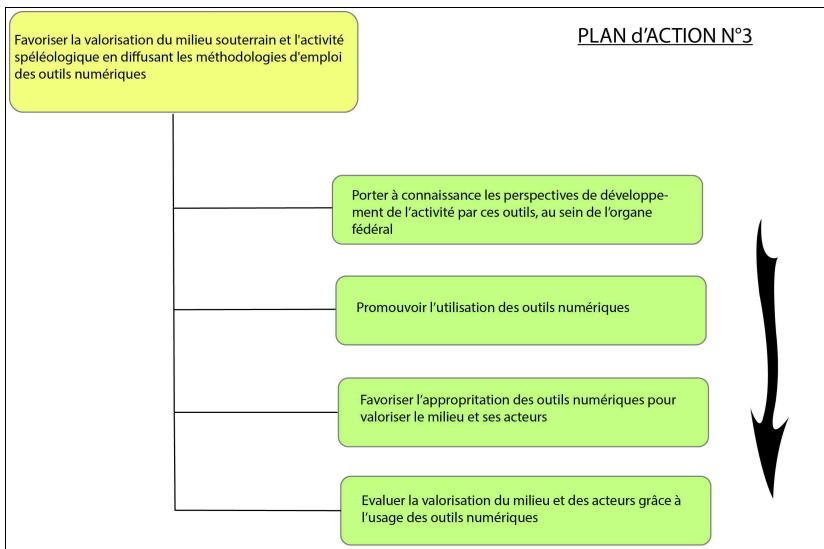 PLAN d'ACTION N°3
Favoriser la valorisation du milieu souterrain et l'activité
spéléologique en diffusant les méthodologies d'emploi
des outils numériques
Porter à connaissance les perspectives de développe-
ment de l'activité par ces outils, au sein de l'organe
fédéral
Promouvoir l'utilisation des outils numériques
Favoriser l'appropritation des outils numériques pour
valoriser le milieu et ses acteurs
Evaluer la valorisation du milieu et des acteurs grâce à
l'usage des outils numériques